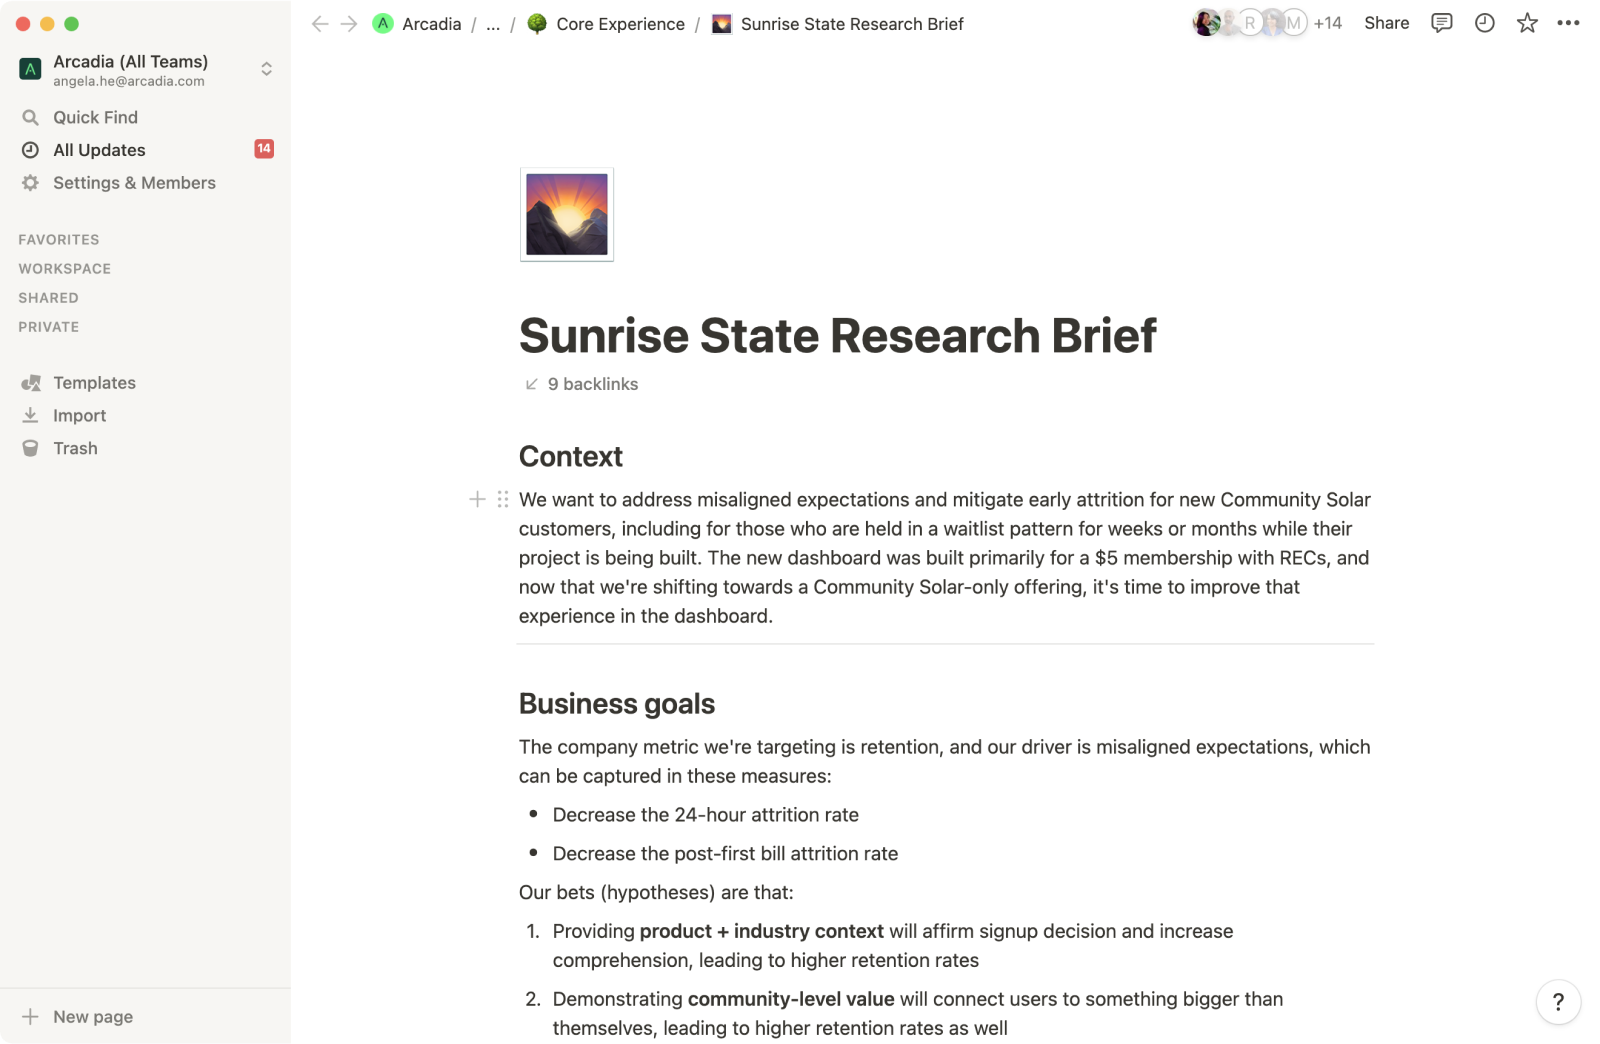 Arcadia / ... / Core Experience / Sunrise State Research Brief
R
M
+14
Share
A
Arcadia (All Teams)
angela.he@arcadia.com
Quick Find
All Updates
14
Settings & Members
FAVORITES
WORKSPACE
SHARED
PRIVATE
Templates
Import
Trash
New page
Sunrise State Research Brief
9 backlinks
Context
We want to address misaligned expectations and mitigate early attrition for new Community Solar
customers, including for those who are held in a waitlist pattern for weeks or months while their
project is being built. The new dashboard was built primarily for a $5 membership with RECs, and
now that we're shifting towards a Community Solar-only offering, it's time to improve that
experience in the dashboard.
Business goals
The company metric we're targeting is retention, and our driver is misaligned expectations, which
can be captured in these measures:
• Decrease the 24-hour attrition rate
• Decrease the post-first bill attrition rate
Our bets (hypotheses) are that:
1. Providing product + industry context will affirm signup decision and increase
comprehension, leading to higher retention rates
2. Demonstrating community-level value will connect users to something bigger than
themselves, leading to higher retention rates as well
?